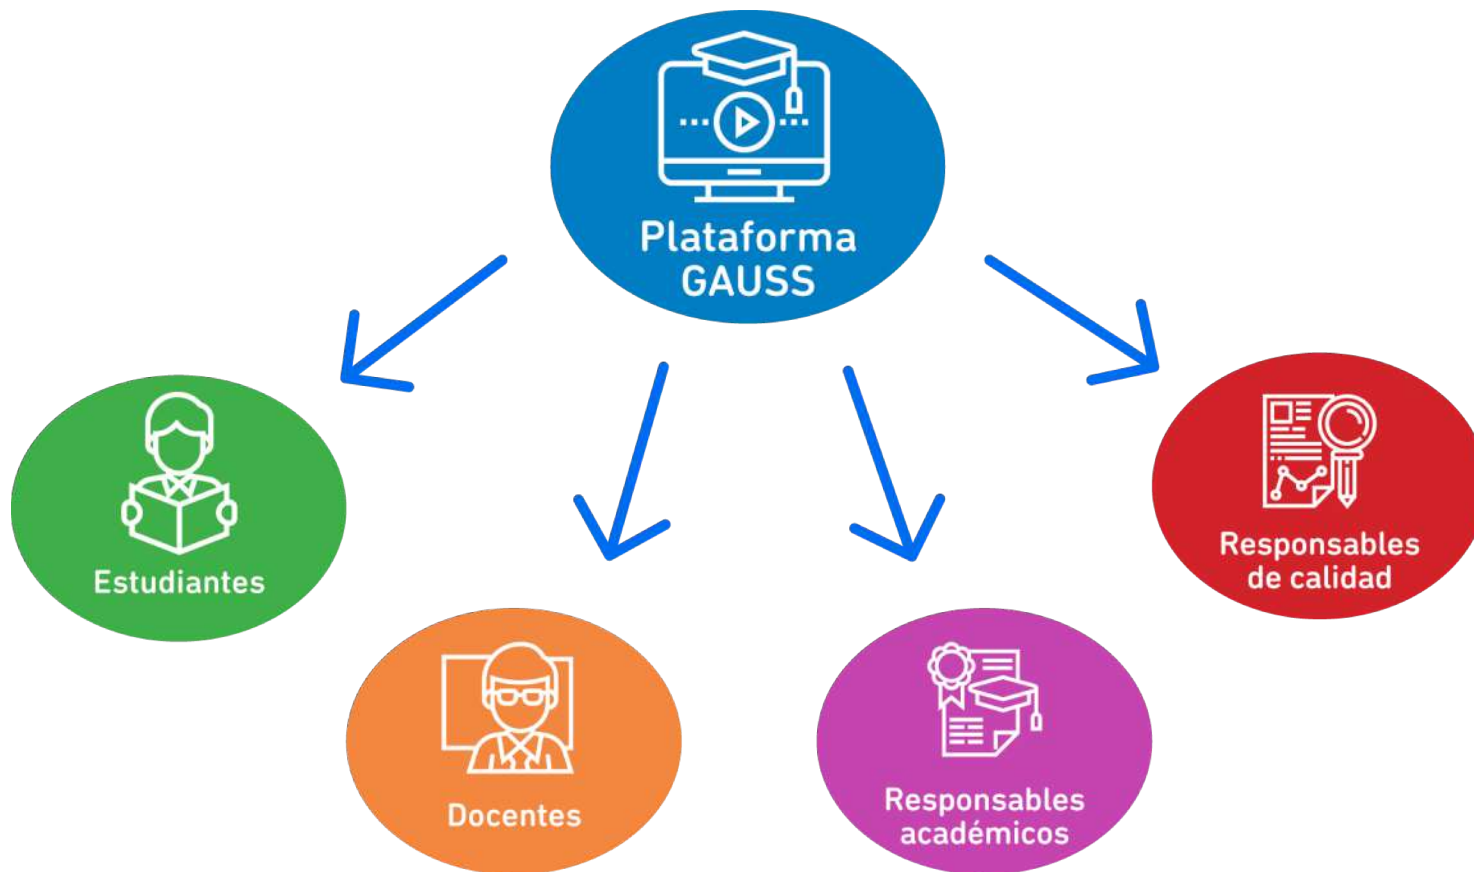 Plataforma
GAUSS
Estudiantes
Docentes
Responsables
académicos
Responsables
de calidad